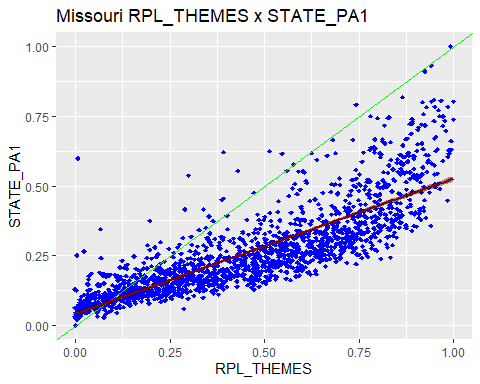 Missouri RPL_THEMES x STATE_PA1
1.00
0.75
0.50
0.25
0.00
STATE_PA1
0.00 0.25 0.50 0.75 1.00
RPL_THEMES